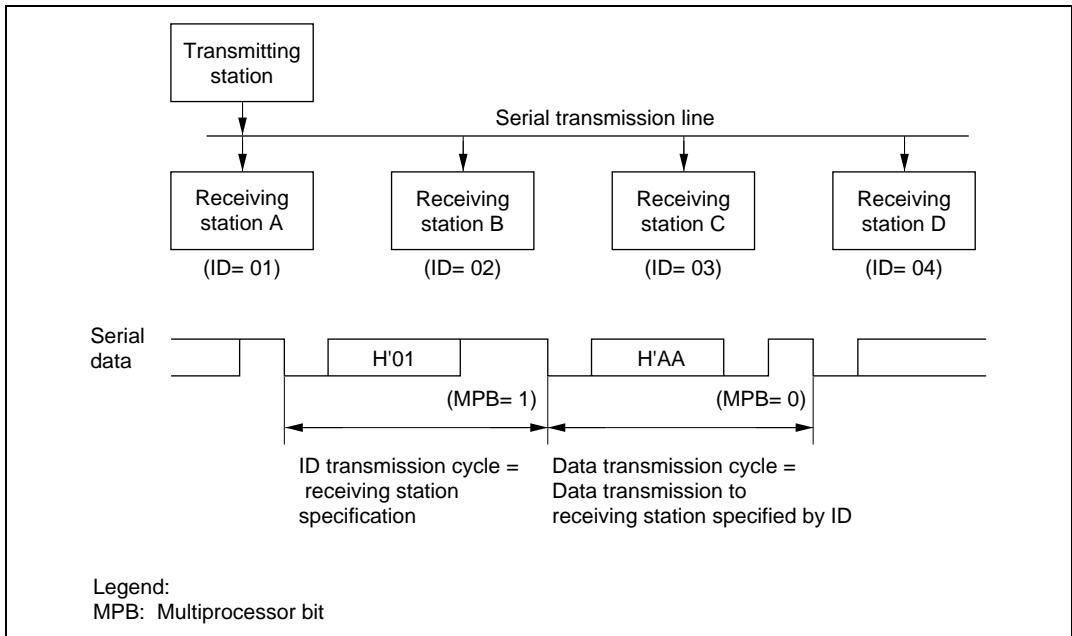 Transmitting
station
Serial transmission line
Receiving
station A
Receiving
station B
Receiving
station C
Receiving
station D
(ID= 01)
(ID= 02)
(ID= 03)
(ID= 04)
Serial
data
H'01
H'AA
(MPB= 1)
(MPB= 0)
ID transmission cycle =
receiving station
specification
Data transmission cycle =
Data transmission to
receiving station specified by ID
Legend:
MPB: Multiprocessor bit